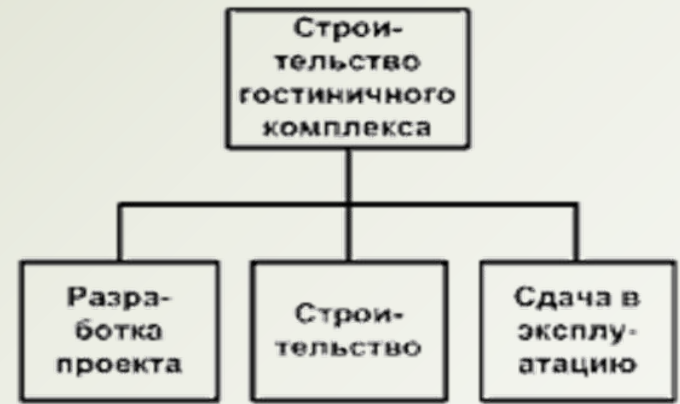 Строи-
тельство
гостиничного
комплекса
Разра-
ботка
проекта
Строи-
тельство
Сдача в
эксплу-
атацию